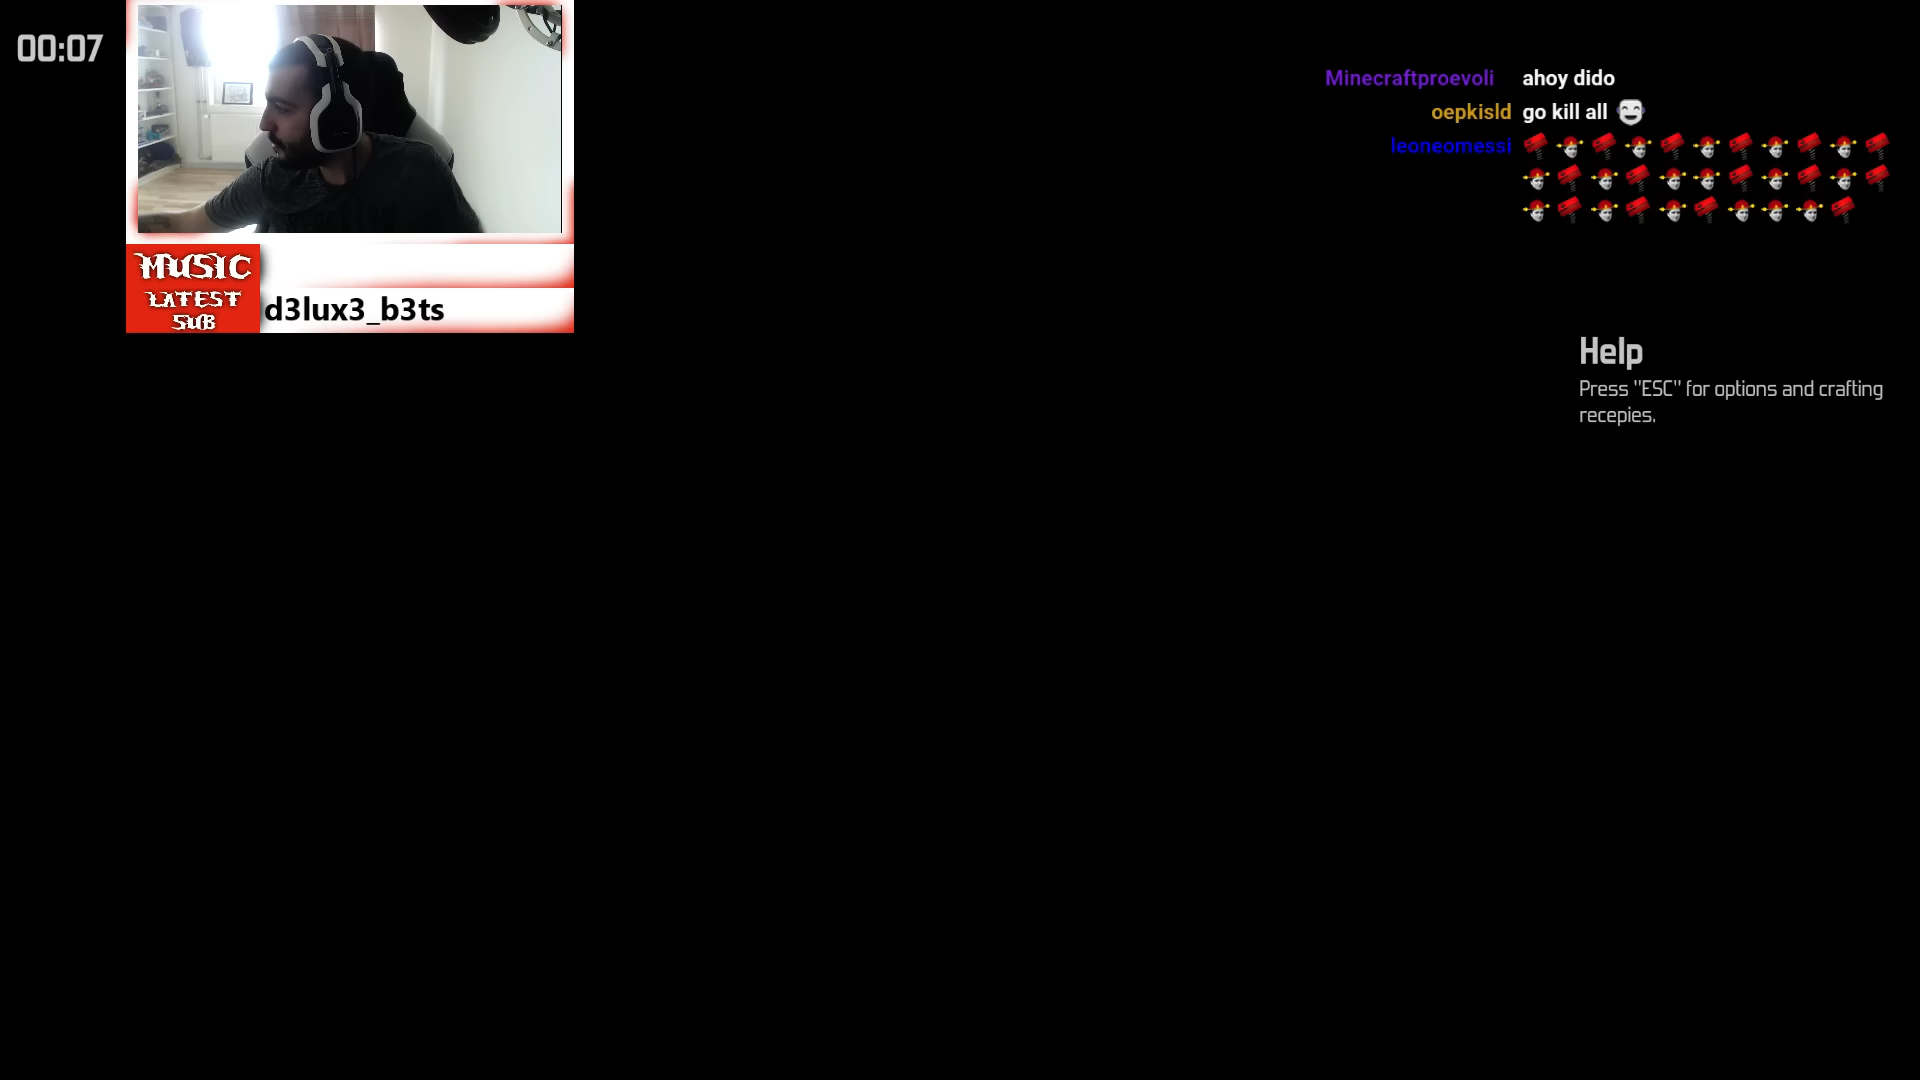 00:07
Minecraftproevoli ahoy dido
oepkisld go kill all
leoneomessi
MUSIC
LATEST
SUB
d3lux3_b3ts
Help
Press "ESC" for options and crafting
recepies.